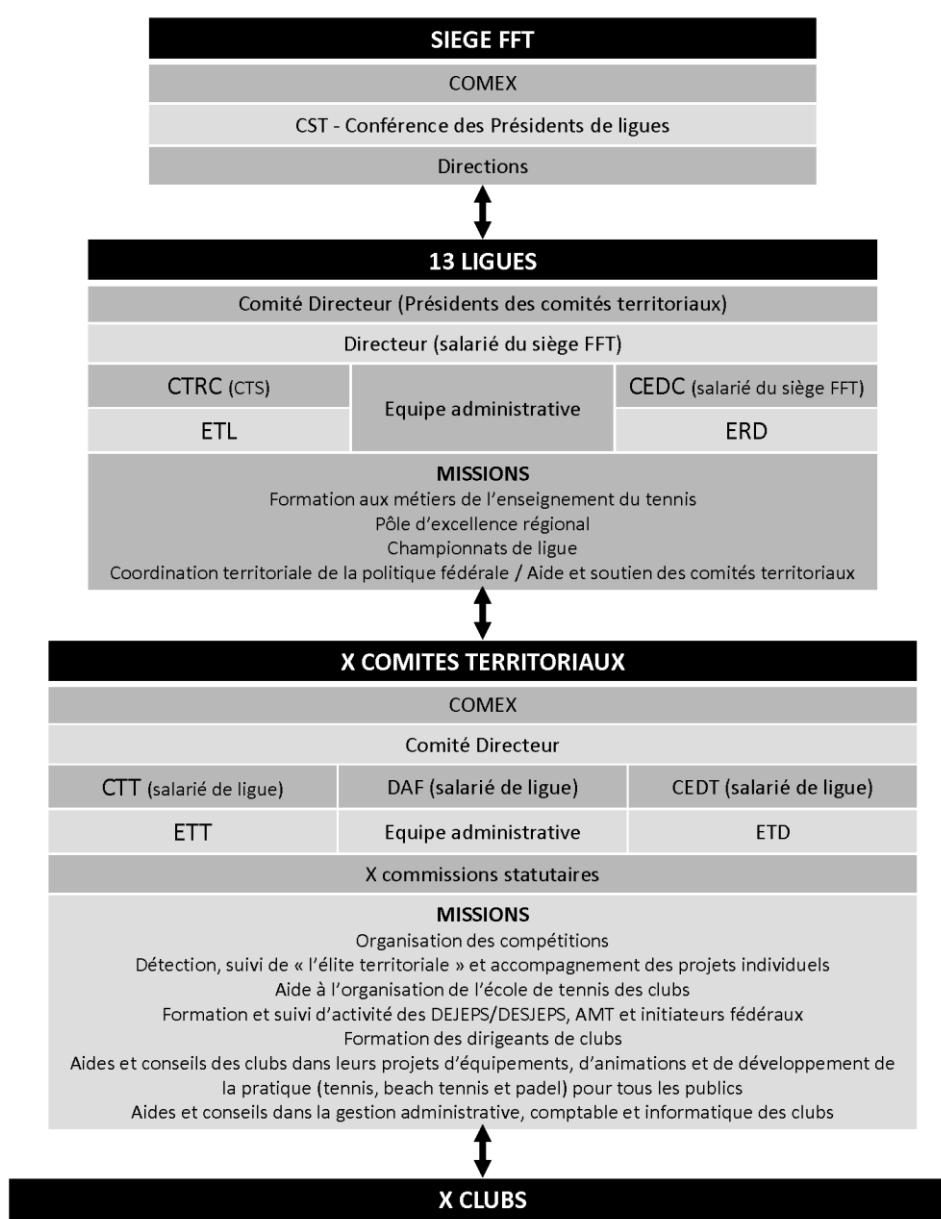 SIEGE FFT
COMEX
CST - Conférence des Présidents de ligues
Directions
13 LIGUES
Comité Directeur (Présidents des comités territoriaux)
Directeur (salarié du siège FFT)
CTRC (CTS)
Equipe administrative
CEDC (salarié du siège FFT)
ETL
ERD
MISSIONS
Formation aux métiers de l'enseignement du tennis
Pôle d'excellence régional
Championnats de ligue
Coordination territoriale de la politique fédérale / Aide et soutien des comités territoriaux
X COMITES TERRITORIAUX
COMEX
Comité Directeur
CTT (salarié de ligue)
DAF (salarié de ligue)
CEDT (salarié de ligue)
ETT
Equipe administrative
ETD
X commissions statutaires
MISSIONS
Organisation des compétitions
Détection, suivi de « l'élite territoriale » et accompagnement des projets individuels
Aide à l'organisation de l'école de tennis des clubs
Formation et suivi d'activité des DEJEPS/DESJEPS, AMT et initiateurs fédéraux
Formation des dirigeants de clubs
Aides et conseils des clubs dans leurs projets d'équipements, d'animations et de développement de
la pratique (tennis, beach tennis et padel) pour tous les publics
Aides et conseils dans la gestion administrative, comptable et informatique des clubs
X CLUBS